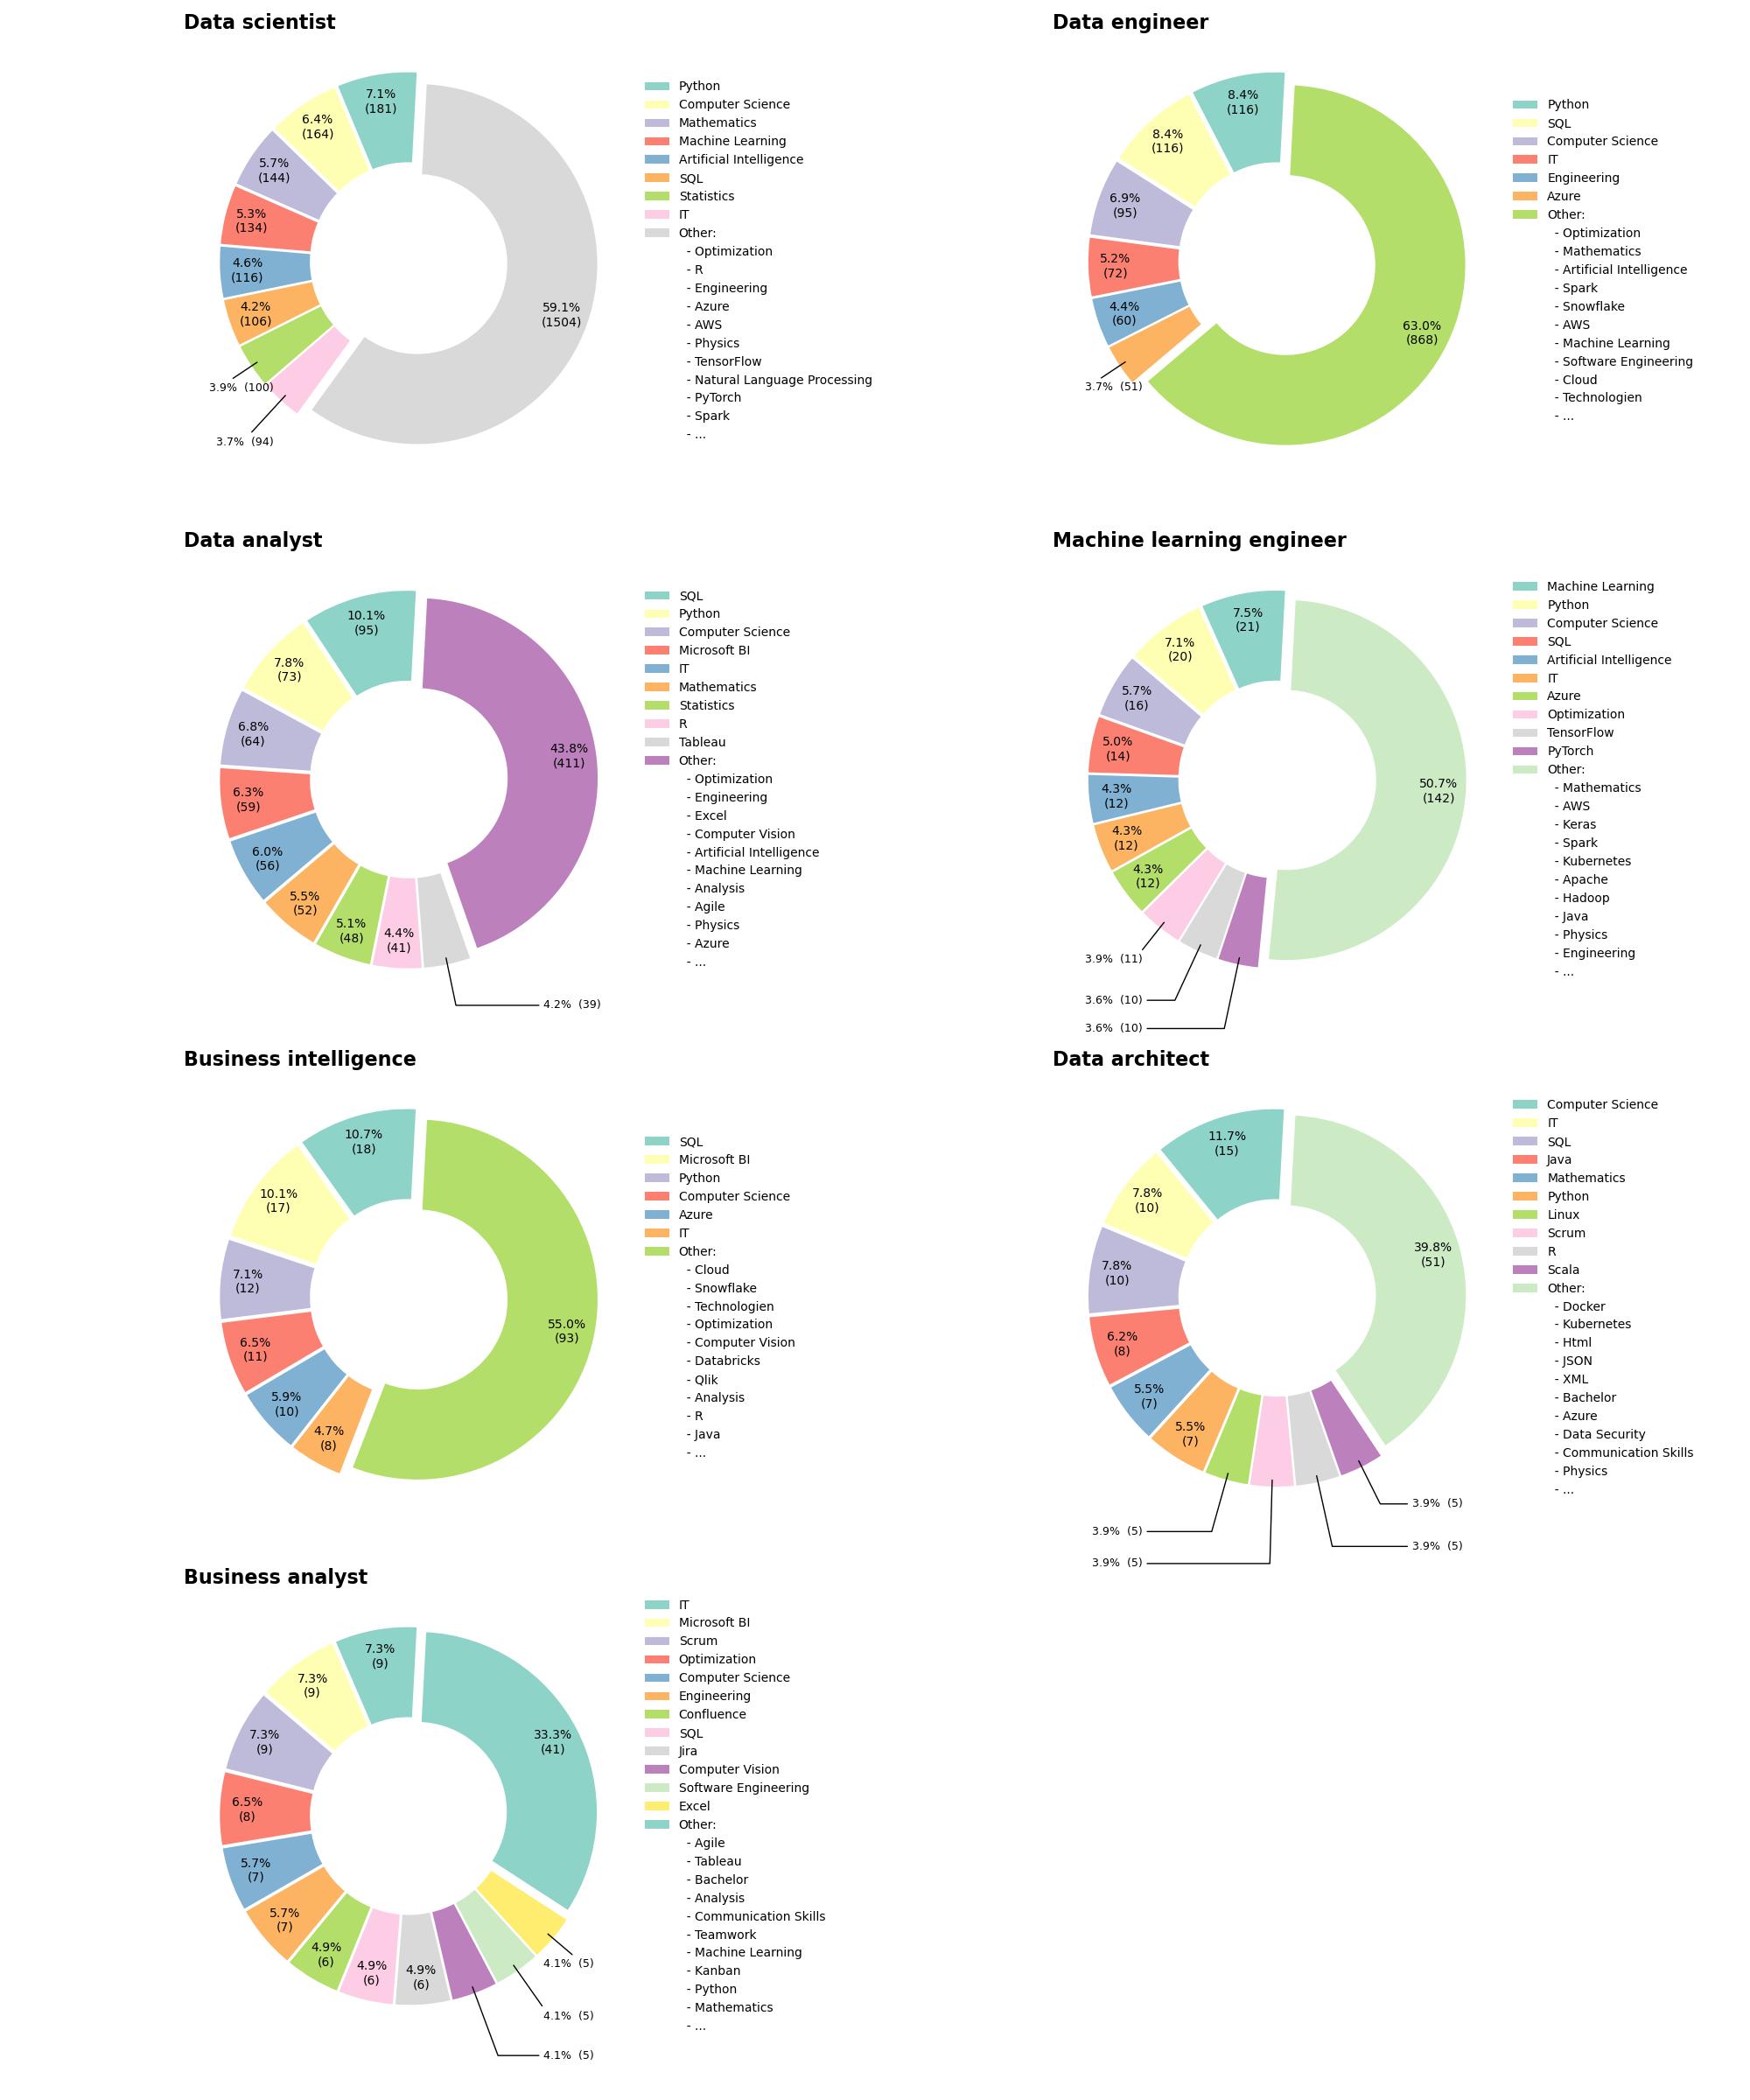 Data scientist
7.1%
(181)
6.4%
(164)
5.7%
(144)
5.3%
(134)
4.6%
(116)
4.2%
(106)
3.9%  (100)
3.7%  (94)
59.1%
(1504)
Python
Computer Science
Mathematics
Machine Learning
Artificial Intelligence
SQL
Statistics
IT
Other:
- Optimization
- R
- Engineering
- Azure
- AWS
- Physics
- TensorFlow
- Natural Language Processing
- PyTorch
- Spark
- ...
Data engineer
8.4%
(116)
8.4%
(116)
6.9%
(95)
5.2%
(72)
4.4%
(60)
3.7%  (51)
63.0%
(868)
Python
SQL
Computer Science
IT
Engineering
Azure
Other:
- Optimization
- Mathematics
- Artificial Intelligence
- Spark
- Snowflake
- AWS
- Machine Learning
- Software Engineering
- Cloud
- Technologien
- ...
Data analyst
10.1%
(95)
7.8%
(73)
6.8%
(64)
6.3%
(59)
6.0%
(56)
5.5%
(52)
5.1%
(48)
4.4%
(41)
4.2%  (39)
43.8%
(411)
SQL
Python
Computer Science
Microsoft BI
IT
Mathematics
Statistics
R
Tableau
Other:
- Optimization
- Engineering
- Excel
- Computer Vision
- Artificial Intelligence
- Machine Learning
- Analysis
- Agile
- Physics
- Azure
- ...
Machine learning engineer
7.5%
(21)
7.1%
(20)
5.7%
(16)
5.0%
(14)
4.3%
(12)
4.3%
(12)
4.3%
(12)
3.9%  (11)
3.6%  (10)
3.6%  (10)
50.7%
(142)
Machine Learning
Python
Computer Science
SQL
Artificial Intelligence
IT
Azure
Optimization
TensorFlow
PyTorch
Other:
- Mathematics
- AWS
- Keras
- Spark
- Kubernetes
- Apache
- Hadoop
- Java
- Physics
- Engineering
- ...
Business intelligence
10.7%
(18)
10.1%
(17)
7.1%
(12)
6.5%
(11)
5.9%
(10)
4.7%
(8)
55.0%
(93)
SQL
Microsoft BI
Python
Computer Science
Azure
IT
Other:
- Cloud
- Snowflake
- Technologien
- Optimization
- Computer Vision
- Databricks
- Qlik
- Analysis
- R
- Java
- ...
Data architect
11.7%
(15)
7.8%
(10)
7.8%
(10)
6.2%
(8)
5.5%
(7)
5.5%
(7)
3.9%  (5)
3.9%  (5)
3.9%  (5)
3.9%  (5)
39.8%
(51)
Computer Science
IT
SQL
Java
Mathematics
Python
Linux
Scrum
R
Scala
Other:
- Docker
- Kubernetes
- Html
- JSON
- XML
- Bachelor
- Azure
- Data Security
- Communication Skills
- Physics
- ...
Business analyst
7.3%
(9)
7.3%
(9)
7.3%
(9)
6.5%
(8)
5.7%
(7)
5.7%
(7)
4.9%
(6)
4.9%
(6)
4.9%
(6)
4.1%  (5)
4.1%  (5)
4.1%  (5)
33.3%
(41)
IT
Microsoft BI
Scrum
Optimization
Computer Science
Engineering
Confluence
SQL
Jira
Computer Vision
Software Engineering
Excel
Other:
- Agile
- Tableau
- Bachelor
- Analysis
- Communication Skills
- Teamwork
- Machine Learning
- Kanban
- Python
- Mathematics
- ...